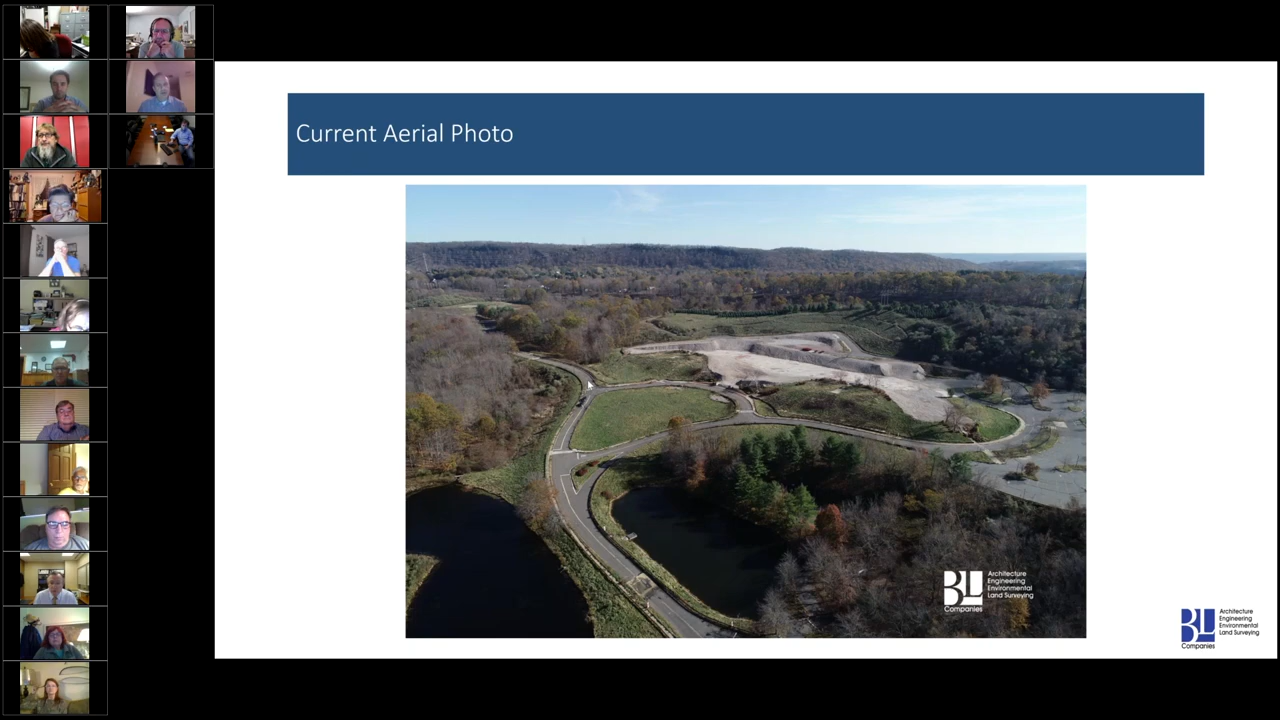 Current Aerial Photo
BL
Companies
Architecture
Engineering
Environmental
Land Surveying
BL
Companies
Architecture
Engineering
Environmental
Land Surveying